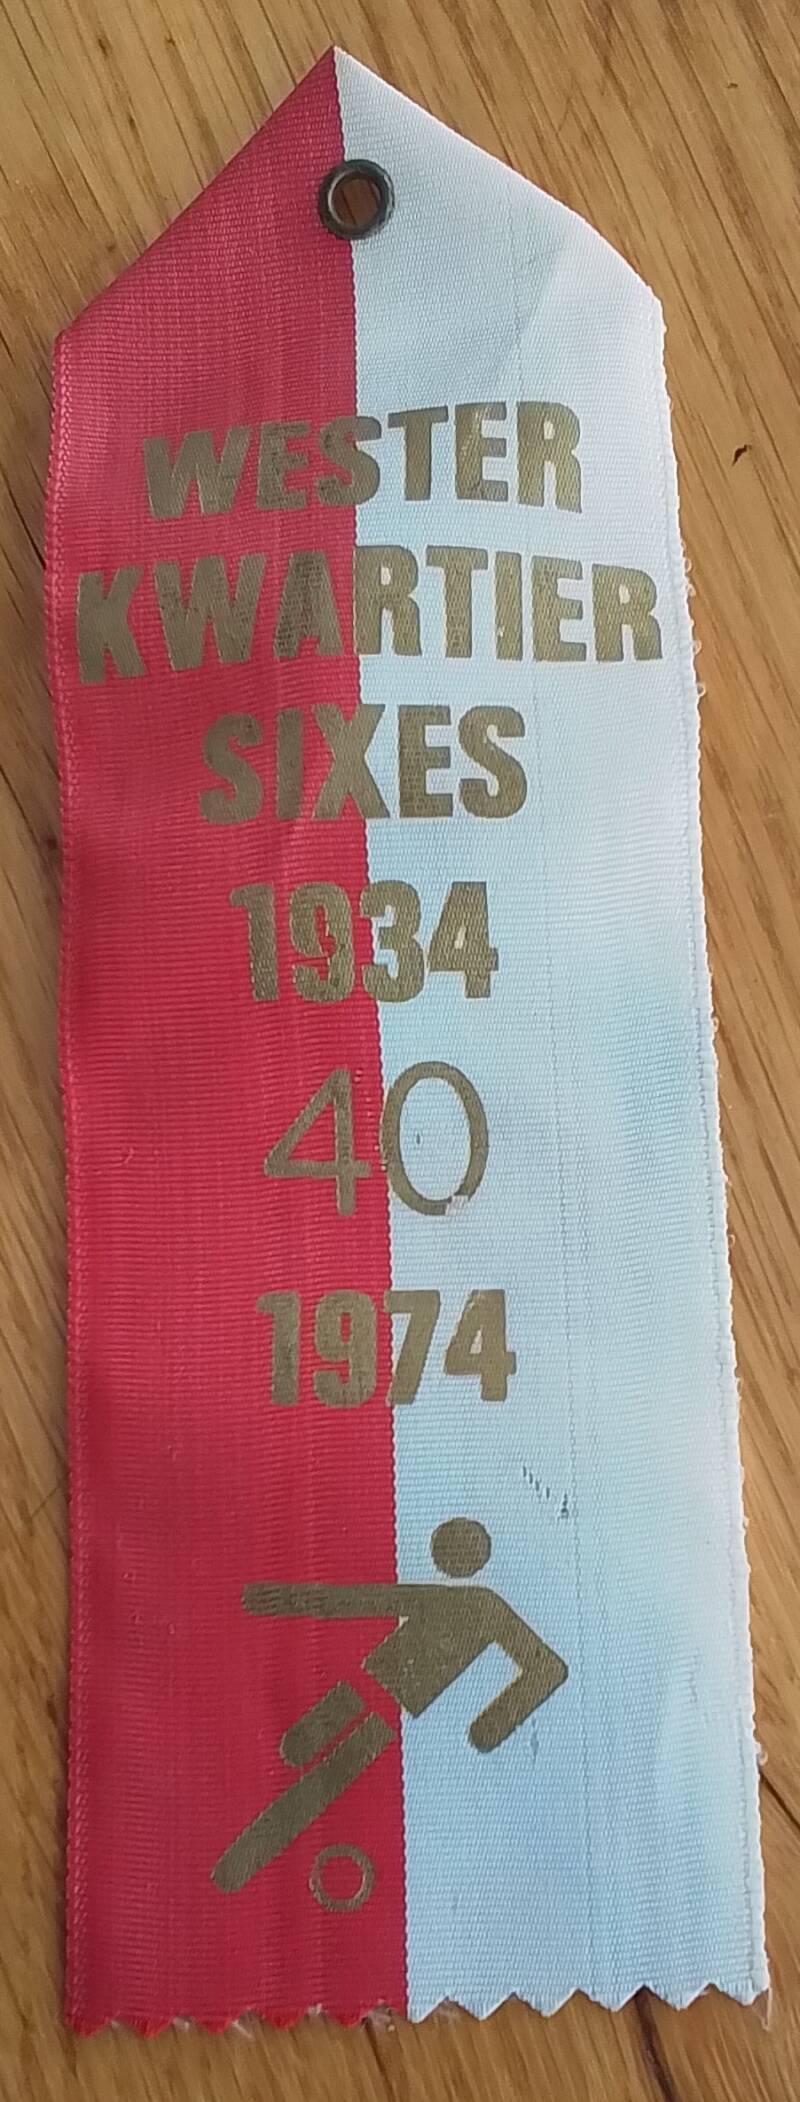 WESTER
KWARTIER
SIXES
1934
40
1974